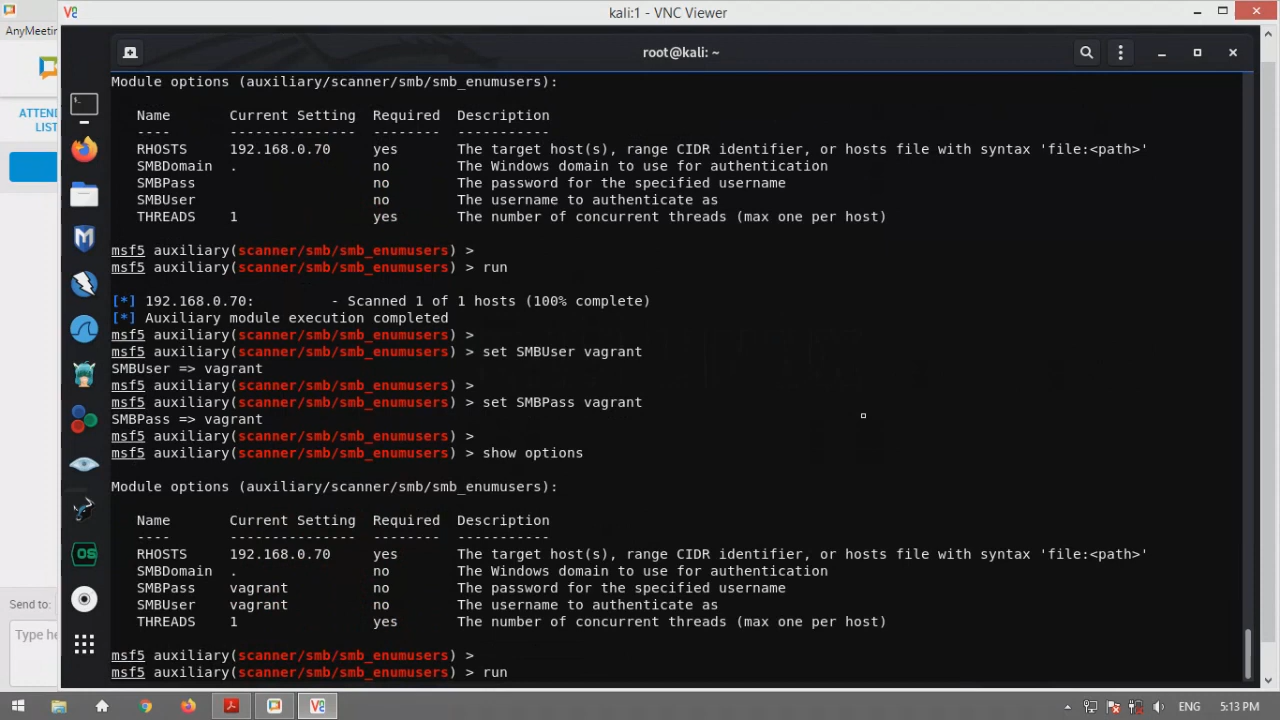 AnyMeetin
kali:1 - VNC Viewer
root@kali: ~
ATTEND
LIST
Module options (auxiliary/scanner/smb/smb_enumusers):
Name Current Setting Required Description
---- --------------- -------- -----------
RHOSTS 192.168.0.70 yes The target host(s), range CIDR identifier, or hosts file with syntax 'file:<path>'
SMBDomain . no The Windows domain to use for authentication
SMBPass no The password for the specified username
SMBUser no The username to authenticate as
THREADS 1 yes The number of concurrent threads (max one per host)
msf5 auxiliary(scanner/smb/smb_enumusers) >
msf5 auxiliary(scanner/smb/smb_enumusers) > run
[*] 192.168.0.70: - Scanned 1 of 1 hosts (100% complete)
[*] Auxiliary module execution completed
msf5 auxiliary(scanner/smb/smb_enumusers) >
msf5 auxiliary(scanner/smb/smb_enumusers) > set SMBUser vagrant
SMBUser => vagrant
msf5 auxiliary(scanner/smb/smb_enumusers) >
msf5 auxiliary(scanner/smb/smb_enumusers) > set SMBPass vagrant
SMBPass => vagrant
msf5 auxiliary(scanner/smb/smb_enumusers) >
msf5 auxiliary(scanner/smb/smb_enumusers) > show options
Module options (auxiliary/scanner/smb/smb_enumusers):
Name Current Setting Required Description
---- --------------- -------- -----------
RHOSTS 192.168.0.70 yes The target host(s), range CIDR identifier, or hosts file with syntax 'file:<path>'
SMBDomain . no The Windows domain to use for authentication
SMBPass vagrant no The password for the specified username
SMBUser vagrant no The username to authenticate as
THREADS 1 yes The number of concurrent threads (max one per host)
msf5 auxiliary(scanner/smb/smb_enumusers) >
msf5 auxiliary(scanner/smb/smb_enumusers) > run
Send to:
Type he
ENG 5:13 PM